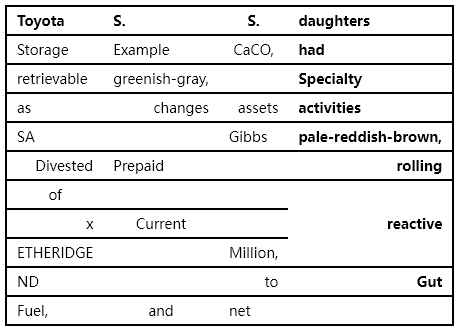 Toyota S. S. daughters
Storage Example CaCO, had
retrievable greenish-gray, Specialty
as changes assets activities
SA Gibbs pale-reddish-brown,
Divested Prepaid rolling
of
x Current reactive
ETHERIDGE Million,
ND to Gut
Fuel, and net